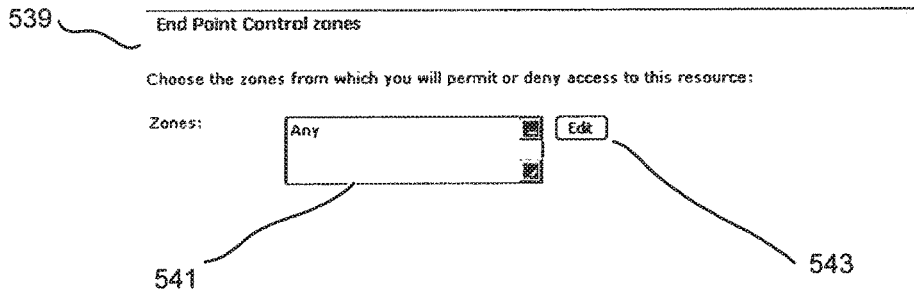 539
End Point Control zones
Choose the zones from which you will permit or deny access to this resource:
Zones:
Any
Edit
541
543